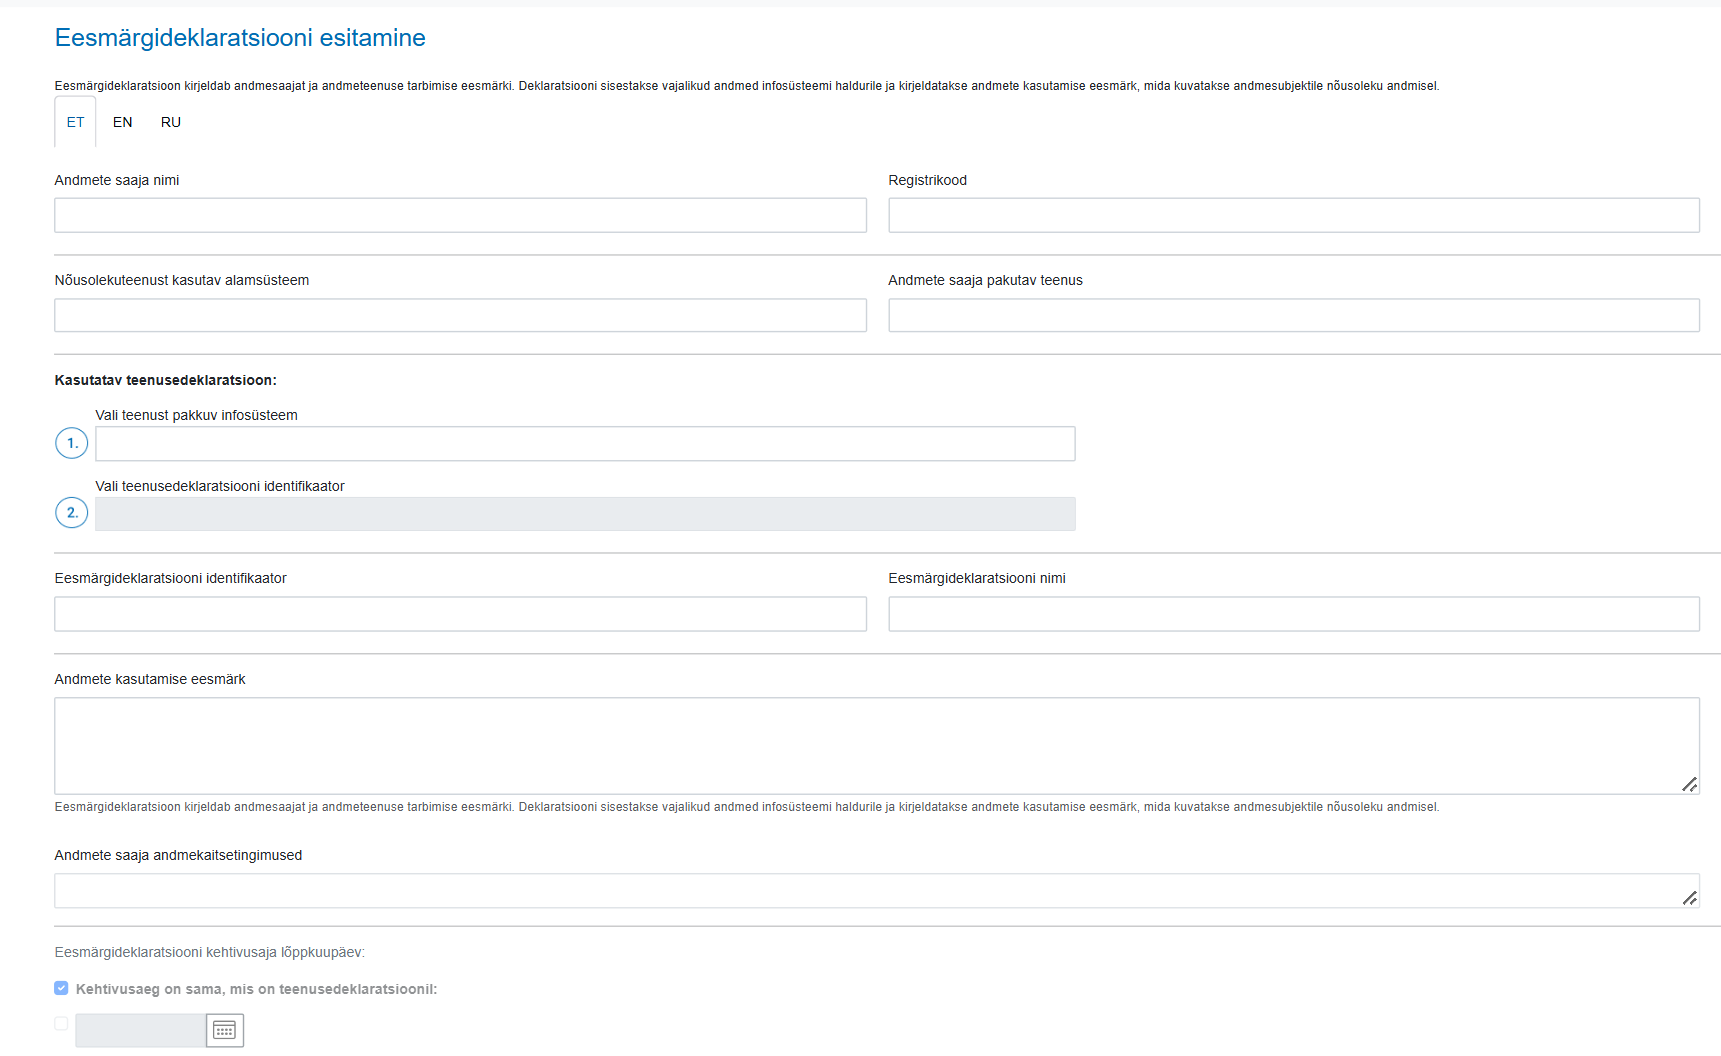 Eesmärgideklaratsiooni esitamine
Eesmärgideklaratsioon kirjeldab andmesaajat ja andmeteenuse tarbimise eesmärki. Deklaratsiooni sisestakse vajalikud andmed infosüsteemi haldurile ja kirjeldatakse andmete kasutamise eesmärk, mida kuvatakse andmesubjektile nõusoleku andmisel.
ET EN RU
Andmete saaja nimi
Registrikood
Nõusolekuteenust kasutav alamsüsteem
Andmete saaja pakutav teenus
Kasutatav teenusedeklaratsioon:
Vali teenust pakkuv infosüsteem
1.
Vali teenusedeklaratsiooni identifikaator
2.
Eesmärgideklaratsiooni identifikaator
Eesmärgideklaratsiooni nimi
Andmete kasutamise eesmärk
Eesmärgideklaratsioon kirjeldab andmesaajat ja andmeteenuse tarbimise eesmärki. Deklaratsiooni sisestakse vajalikud andmed infosüsteemi haldurile ja kirjeldatakse andmete kasutamise eesmärk, mida kuvatakse andmesubjektile nõusoleku andmisel.
Andmete saaja andmekaitsetingimused
Eesmärgideklaratsiooni kehtivusaja lõppkuupäev:
Kehtivusaeg on sama, mis on teenusedeklaratsioonil: